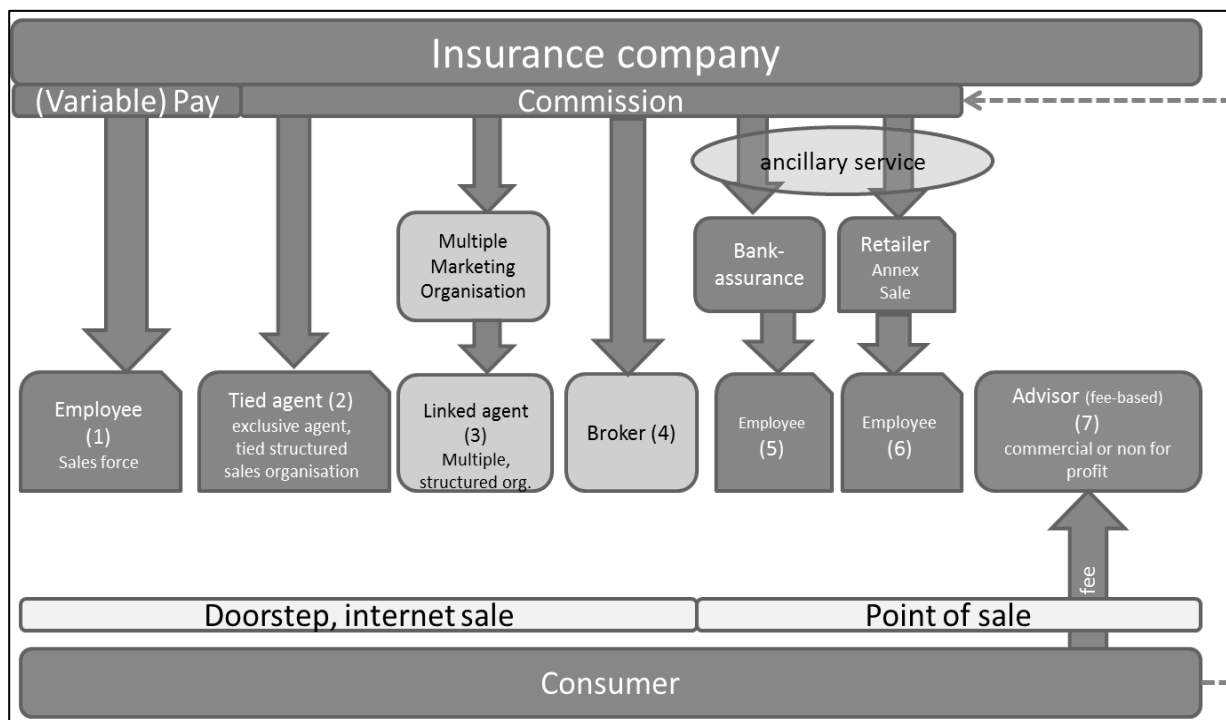 Insurance company
(Variable) Pay
Commission
ancillary service
Multiple
Marketing
Organisation
Bank-
assurance
Retailer
Annex
Sale
Employee
(1)
Sales force
Tied agent (2)
exclusive agent,
tied structured
sales organisation
Linked agent
(3)
Multiple,
structured org.
Broker (4)
Employee
(5)
Employee
(6)
Advisor (fee-based)
(7)
commercial or non for
profit
fee
Doorstep, internet sale
Point of sale
Consumer